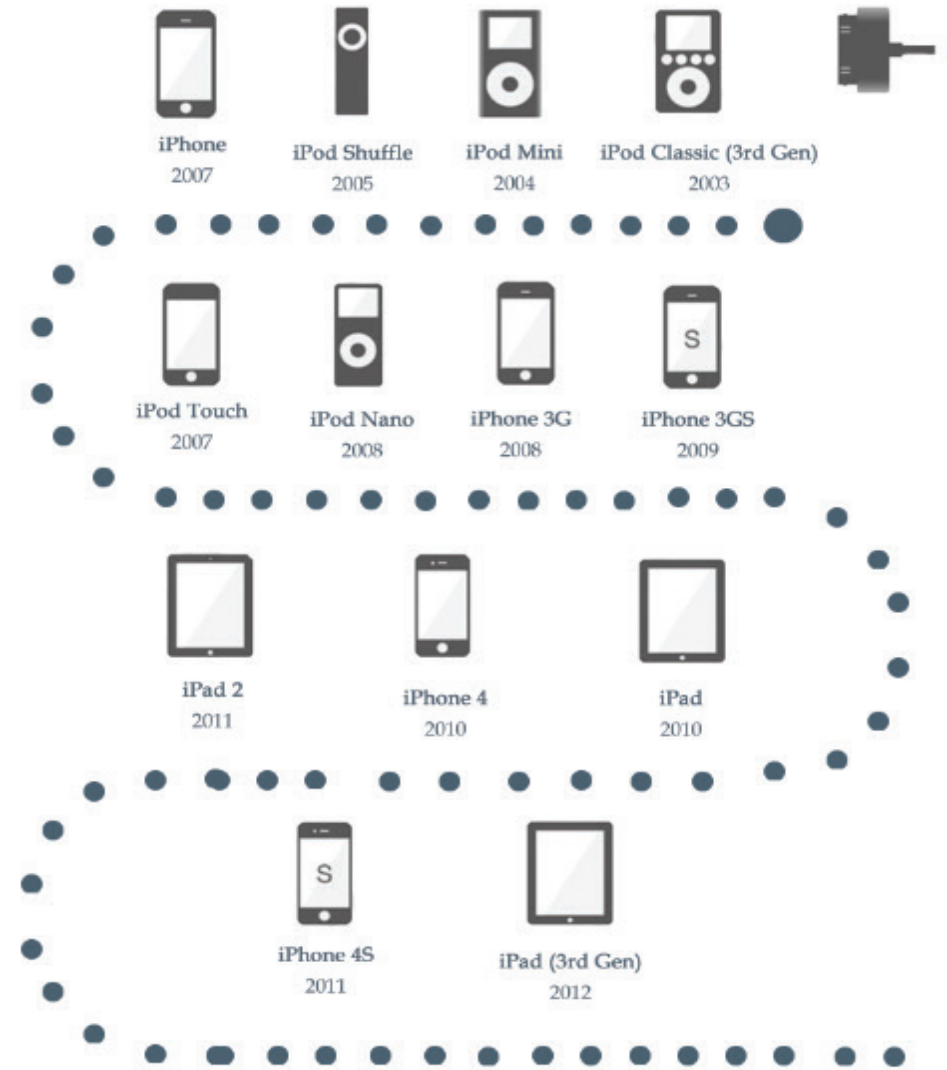 iPhone
2007
iPod Shuffle
2005
iPod Mini
2004
iPod Classic (3rd Gen)
2003
iPod Touch
2007
iPod Nano
2008
iPhone 3G
2008
S
iPhone 3GS
2009
iPad 2
2011
iPhone 4
2010
iPad
2010
S
iPhone 4S
2011
iPad (3rd Gen)
2012